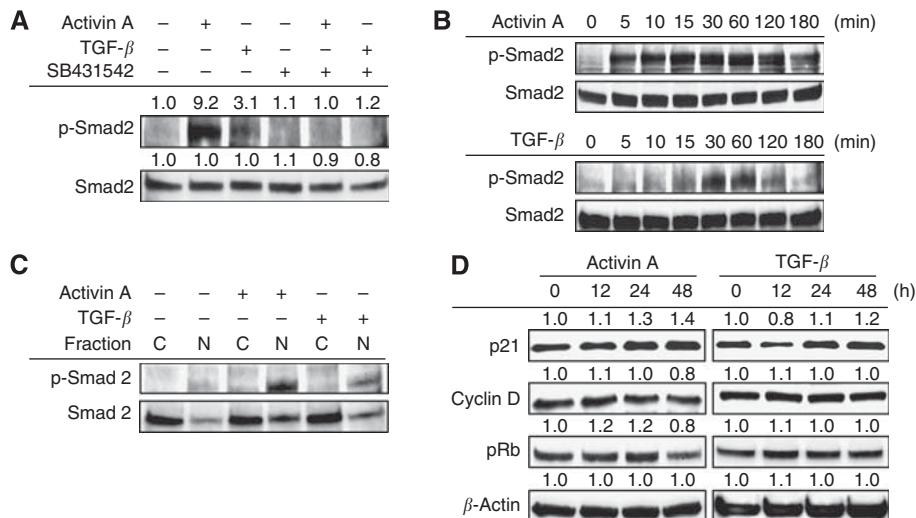 A
Activin A – + – – + –
TGF-β – – + – – +
SB431542 – – – + + +
1.0 9.2 3.1 1.1 1.0 1.2
p-Smad2
1.0 1.0 1.0 1.1 0.9 0.8
Smad2
B
Activin A 0 5 10 15 30 60 120 180 (min)
p-Smad2
Smad2
TGF-β 0 5 10 15 30 60 120 180 (min)
p-Smad2
Smad2
C
Activin A – – + + – –
TGF-β – – – – + +
Fraction C N C N C N
p-Smad 2
Smad 2
D
Activin A TGF-β
0 12 24 48 0 12 24 48 (h)
1.0 1.1 1.3 1.4 1.0 0.8 1.1 1.2
p21
1.0 1.1 1.0 0.8 1.0 1.1 1.0 1.0
Cyclin D
1.0 1.2 1.2 0.8 1.0 1.1 1.0 1.0
pRb
1.0 1.0 1.0 1.0 1.0 1.1 1.0 1.0
β-Actin